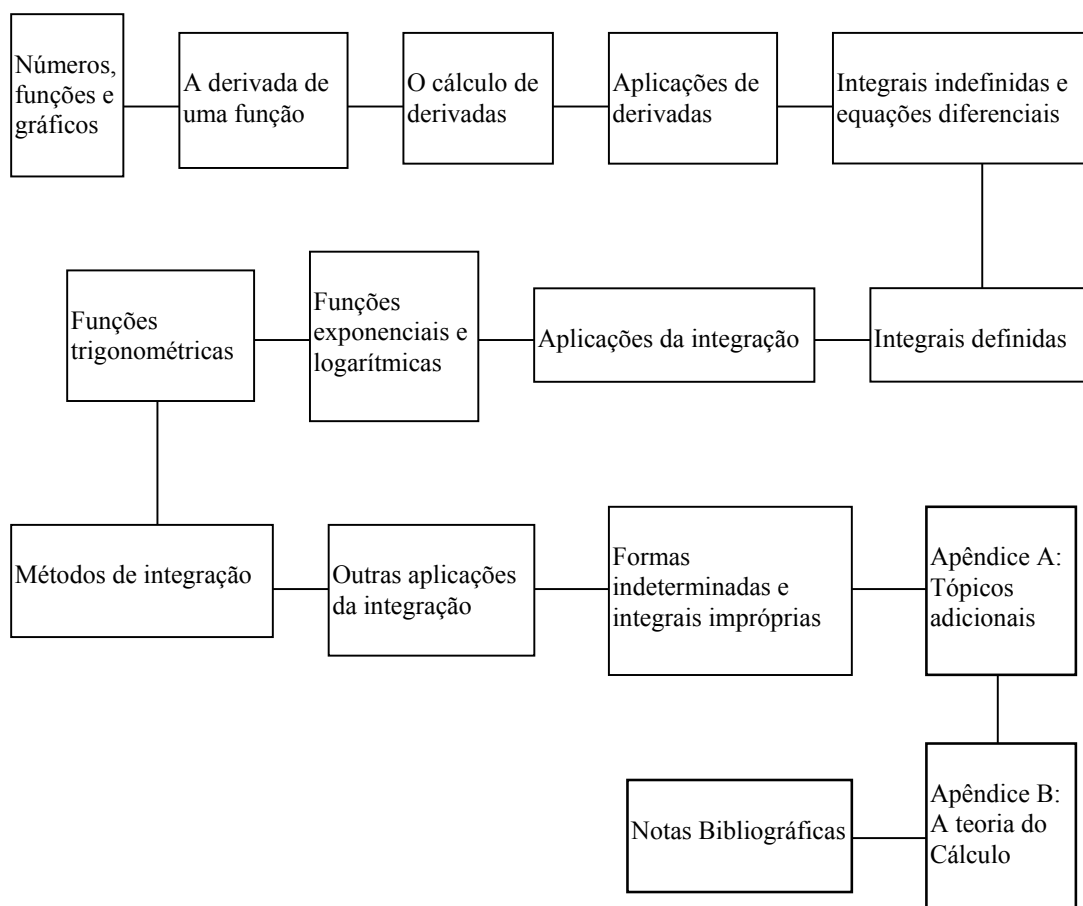 Números,
funções e
gráficos
A derivada de
uma função
O cálculo de
derivadas
Aplicações de
derivadas
Integrais indefinidas e
equações diferenciais
Integrais definidas
Aplicações da integração
Funções
exponenciais e
logarítmicas
Funções
trigonométricas
Métodos de integração
Outras aplicações
da integração
Formas
indeterminadas e
integrais impróprias
Apêndice A:
Tópicos
adicionais
Apêndice B:
A teoria do
Cálculo
Notas Bibliográficas